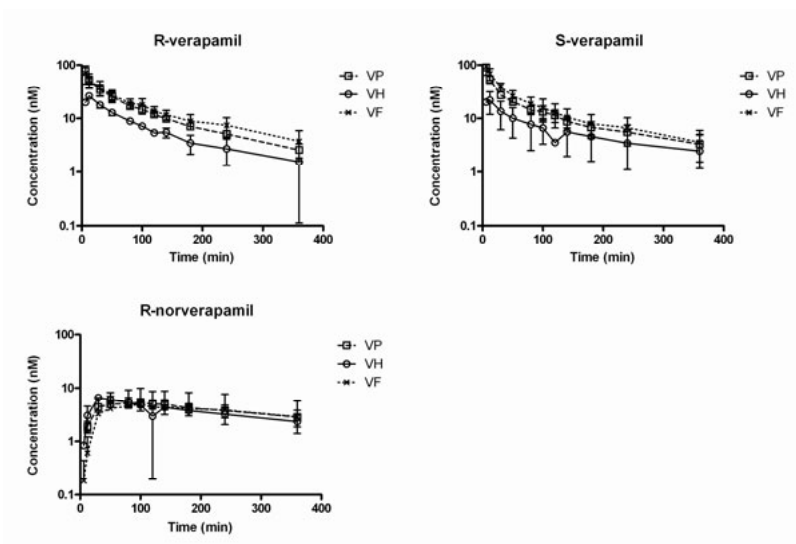 R-verapamil
Concentration (nM)
100
10
1
0.1
0
100
200
300
400
Time (min)
VP
VH
VF
S-verapamil
Concentration (nM)
100
10
1
0.1
0
100
200
300
400
Time (min)
VP
VH
VF
R-norverapamil
Concentration (nM)
100
10
1
0.1
0
100
200
300
400
Time (min)
VP
VH
VF